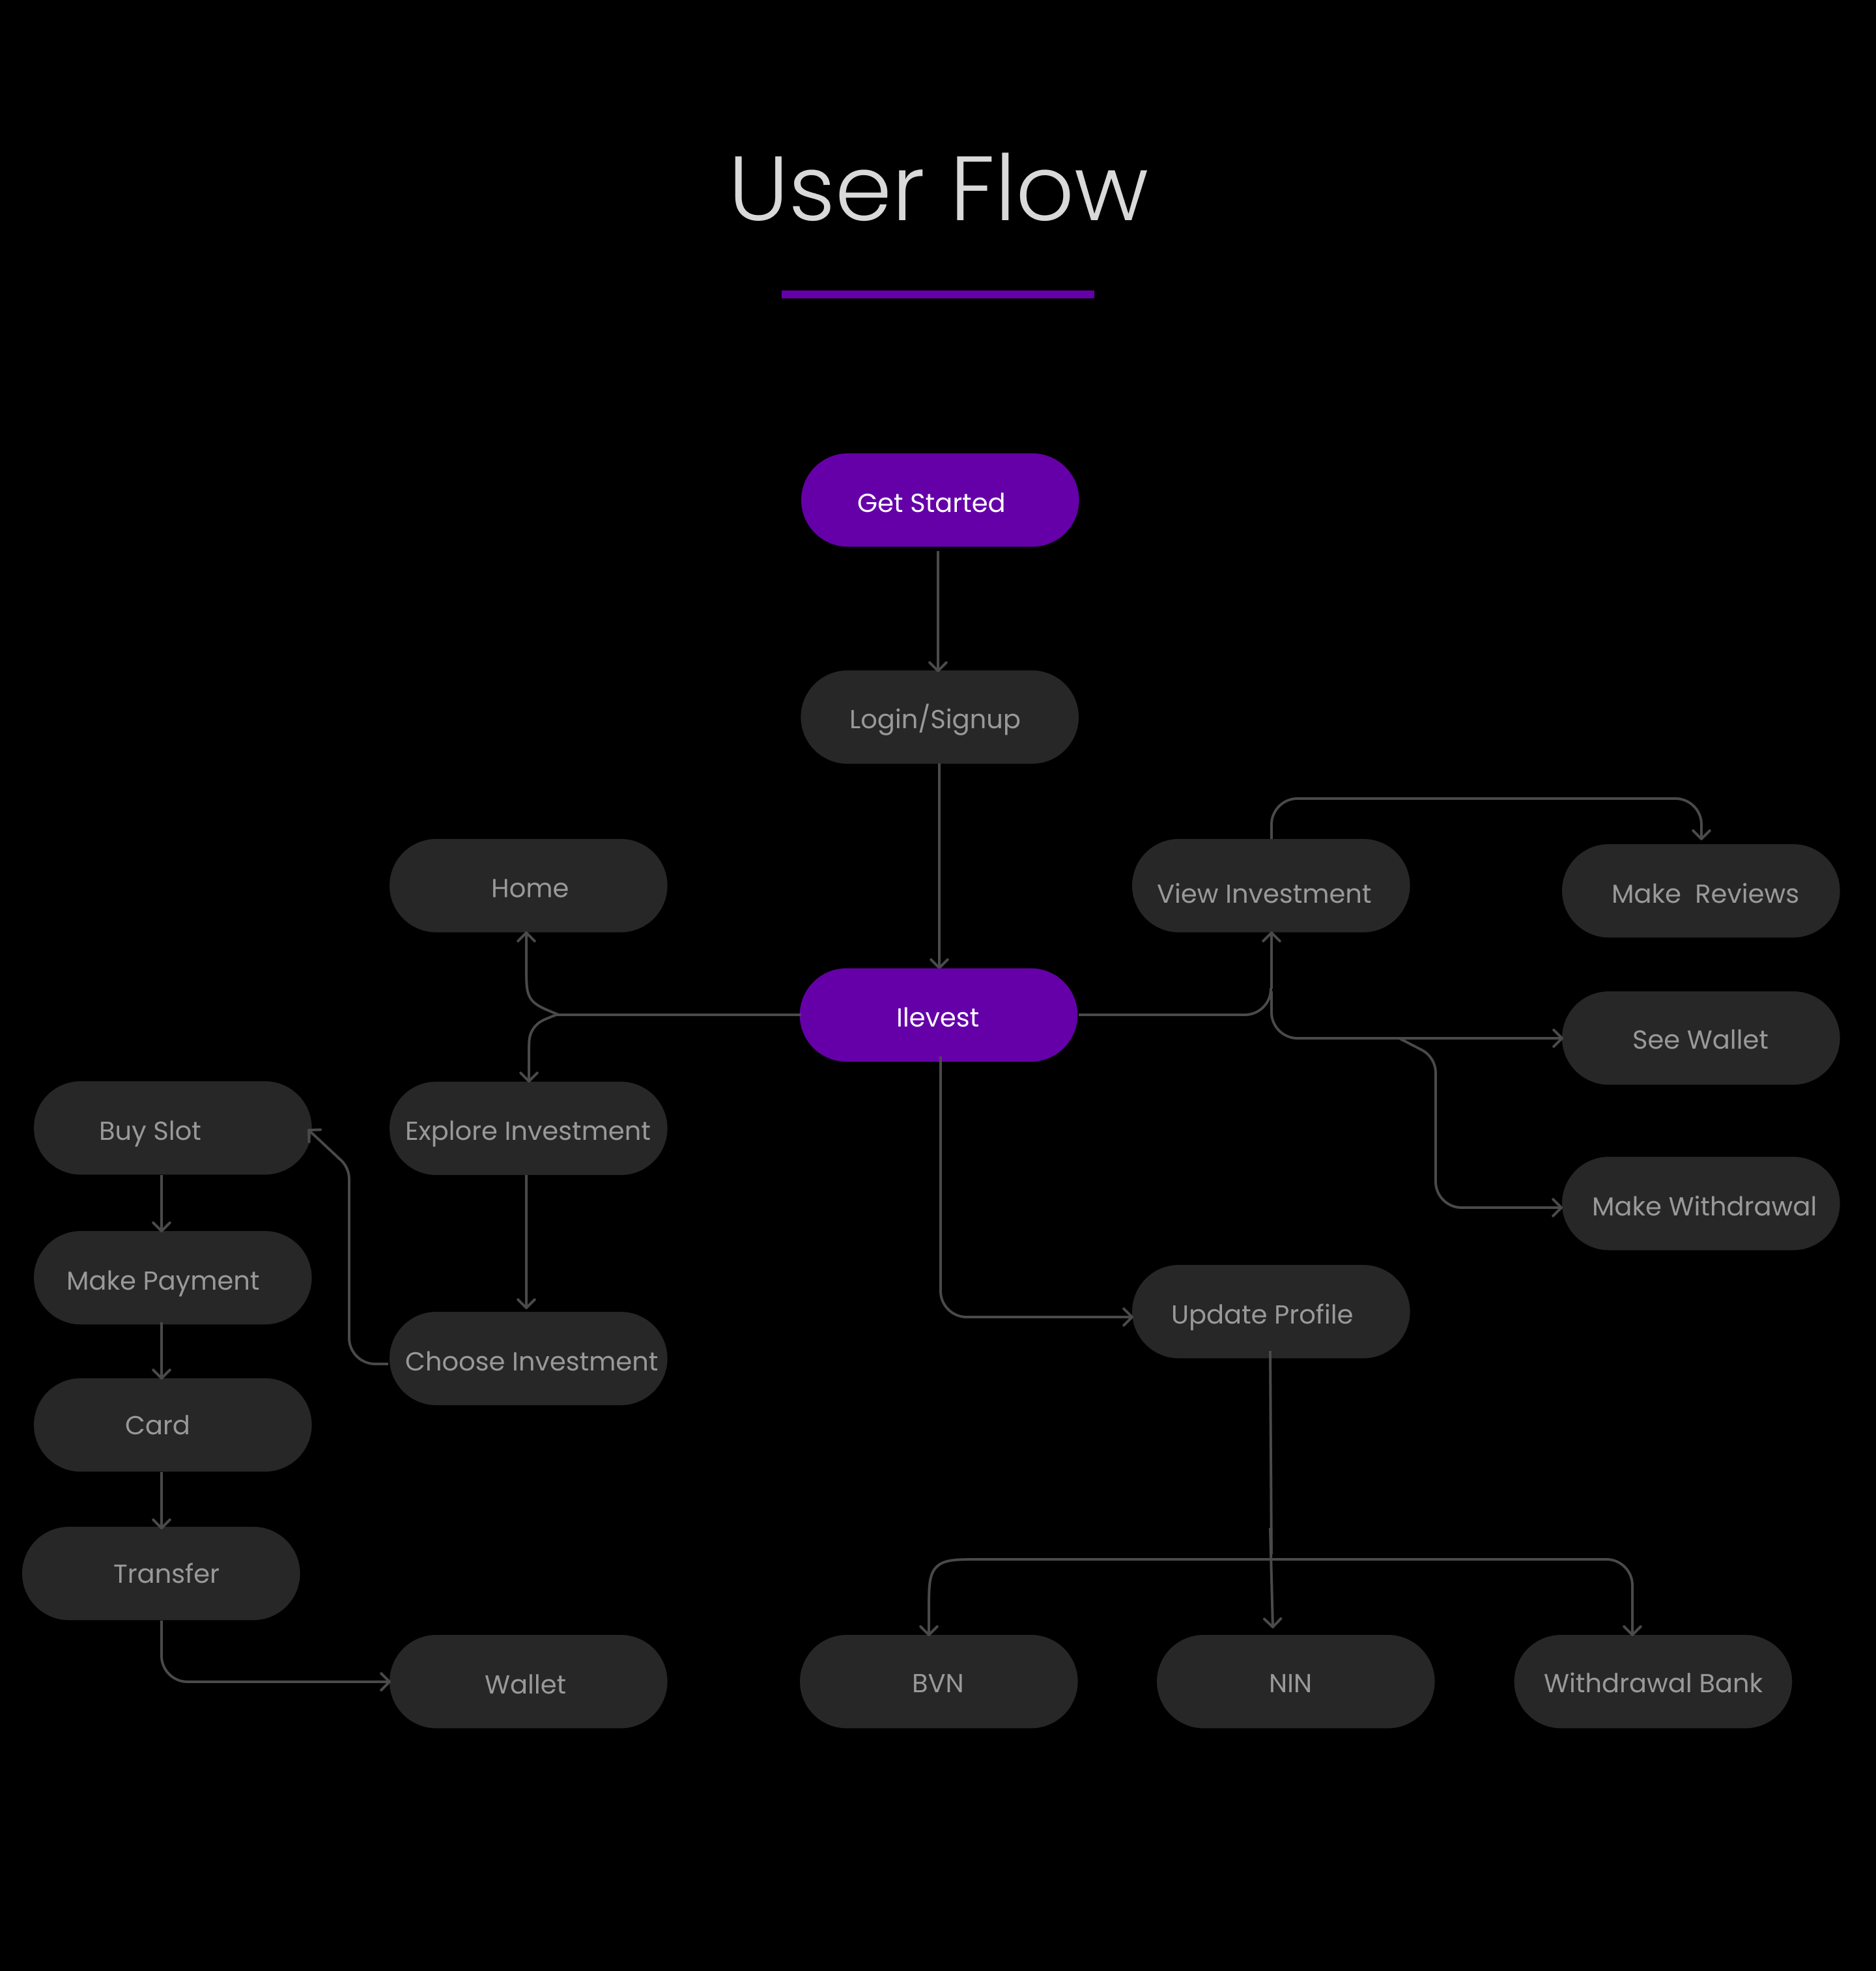 User Flow
Get Started
Login/Signup
Home
View Investment
Make  Reviews
Ilevest
See Wallet
Buy Slot
Explore Investment
Make Withdrawal
Make Payment
Update Profile
Choose Investment
Card
Transfer
Wallet
BVN
NIN
Withdrawal Bank